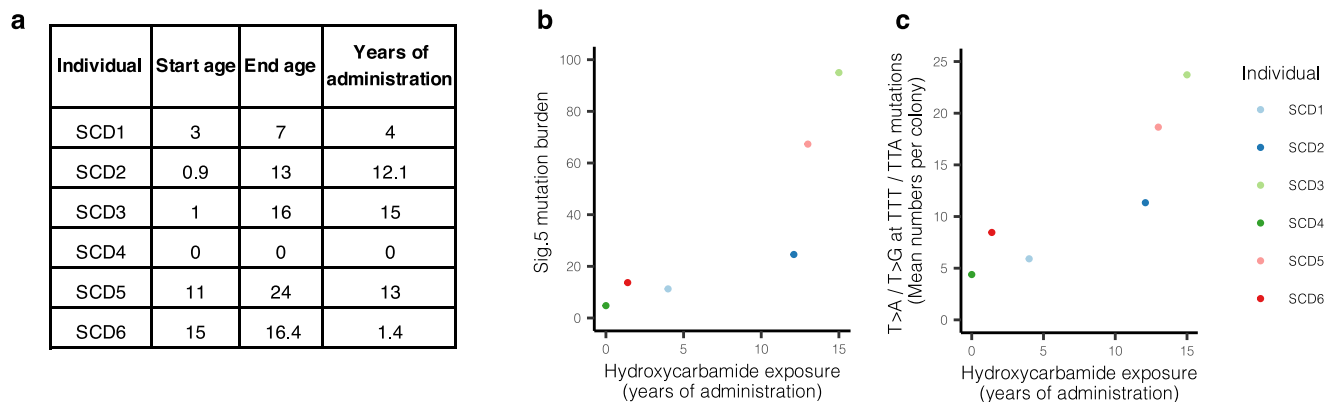 a
Individual Start age End age Years of administration
SCD1 3 7 4
SCD2 0.9 13 12.1
SCD3 1 16 15
SCD4 0 0 0
SCD5 11 24 13
SCD6 15 16.4 1.4
b
Sig.5 mutation burden
100
80
60
40
20
0
0 5 10 15
Hydroxycarbamide exposure
(years of administration)
c
T>A / T>G at TTT / TTA mutations
(Mean numbers per colony)
25
20
15
10
5
0
0 5 10 15
Hydroxycarbamide exposure
(years of administration)
Individual
SCD1
SCD2
SCD3
SCD4
SCD5
SCD6